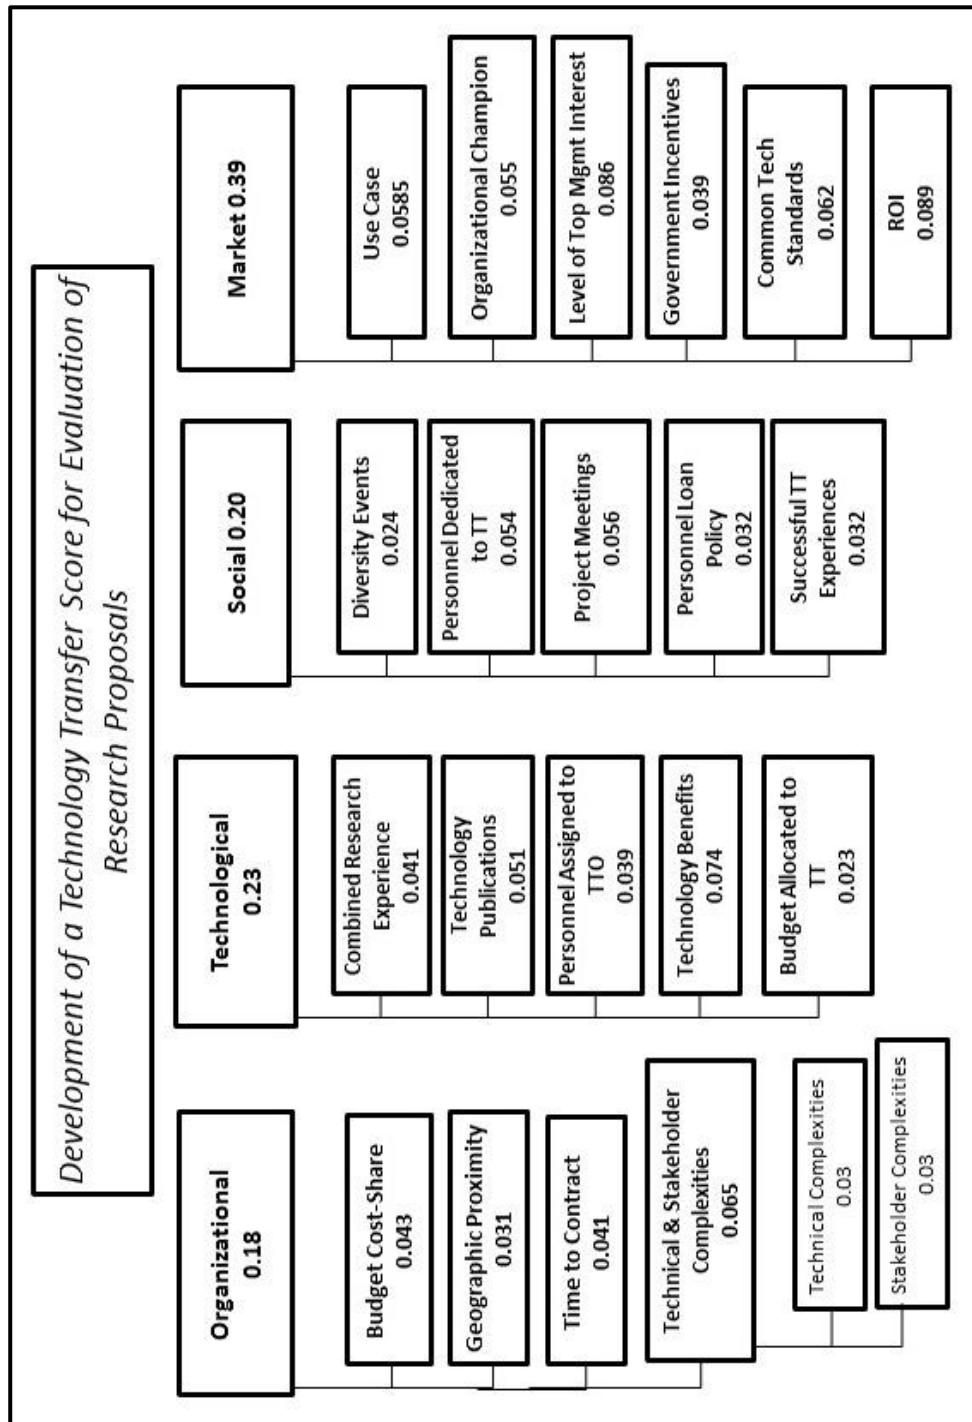 Development of a Technology Transfer Score for Evaluation of
Research Proposals
Organizational
0.18
Budget Cost-Share
0.043
Geographic Proximity
0.031
Time to Contract
0.041
Technical & Stakeholder
Complexities
0.065
Technical Complexities
0.03
Stakeholder Complexities
0.03
Technological
0.23
Combined Research
Experience
0.041
Technology
Publications
0.051
Personnel Assigned to
TTO
0.039
Technology Benefits
0.074
Budget Allocated to
TT
0.023
Social 0.20
Diversity Events
0.024
Personnel Dedicated
to TT
0.054
Project Meetings
0.056
Personnel Loan
Policy
0.032
Successful TT
Experiences
0.032
Market 0.39
Use Case
0.0585
Organizational Champion
0.055
Level of Top Mgmt Interest
0.086
Government Incentives
0.039
Common Tech
Standards
0.062
ROI
0.089